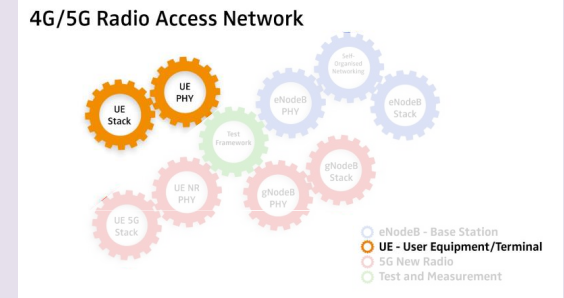 4G/5G Radio Access Network
Self-
Organised
Networking
UE
PHY
eNodeB
PHY
eNodeB
Stack
UE
Stack
Test
Framework
gNodeB
Stack
UE NR
PHY
gNodeB
PHY
UE 5G
Stack
eNodeB - Base Station
UE - User Equipment/Terminal
5G New Radio
Test and Measurement